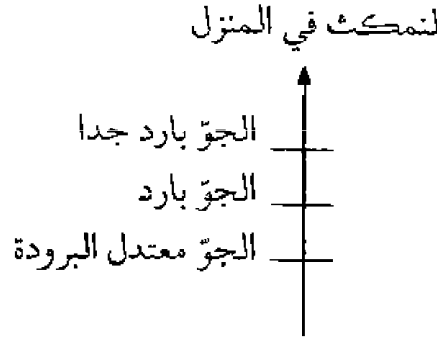 لنمكث في المنزل
الجوّ بارد جدا
الجوّ بارد
الجوّ معتدل البرودة